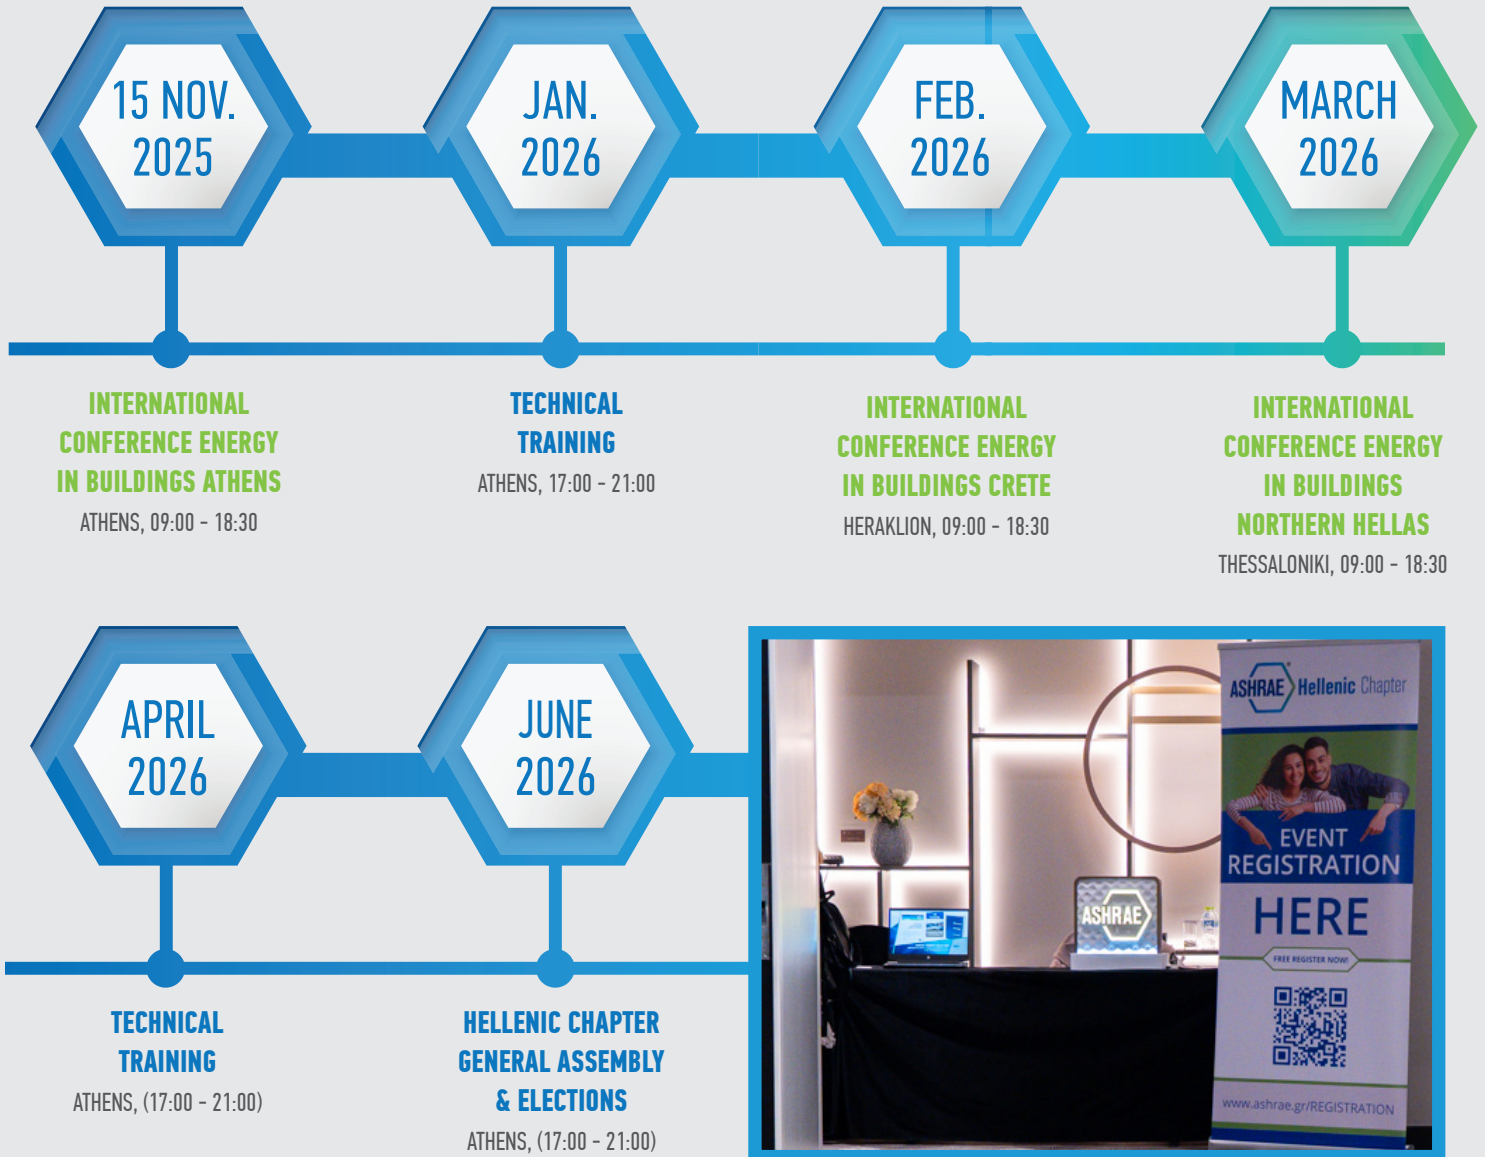 15 NOV.
2025
JAN.
2026
FEB.
2026
MARCH
2026
INTERNATIONAL
CONFERENCE ENERGY
IN BUILDINGS ATHENS
ATHENS, 09:00 - 18:30
TECHNICAL
TRAINING
ATHENS, 17:00 - 21:00
INTERNATIONAL
CONFERENCE ENERGY
IN BUILDINGS CRETE
HERAKLION, 09:00 - 18:30
INTERNATIONAL
CONFERENCE ENERGY
IN BUILDINGS
NORTHERN HELLAS
THESSALONIKI, 09:00 - 18:30
APRIL
2026
JUNE
2026
TECHNICAL
TRAINING
ATHENS, (17:00 - 21:00)
HELLENIC CHAPTER
GENERAL ASSEMBLY
& ELECTIONS
ATHENS, (17:00 - 21:00)
ASHRAE
ASHRAE Hellenic Chapter
EVENT
REGISTRATION
HERE
FREE REGISTER NOW!
www.ashrae.gr/REGISTRATION